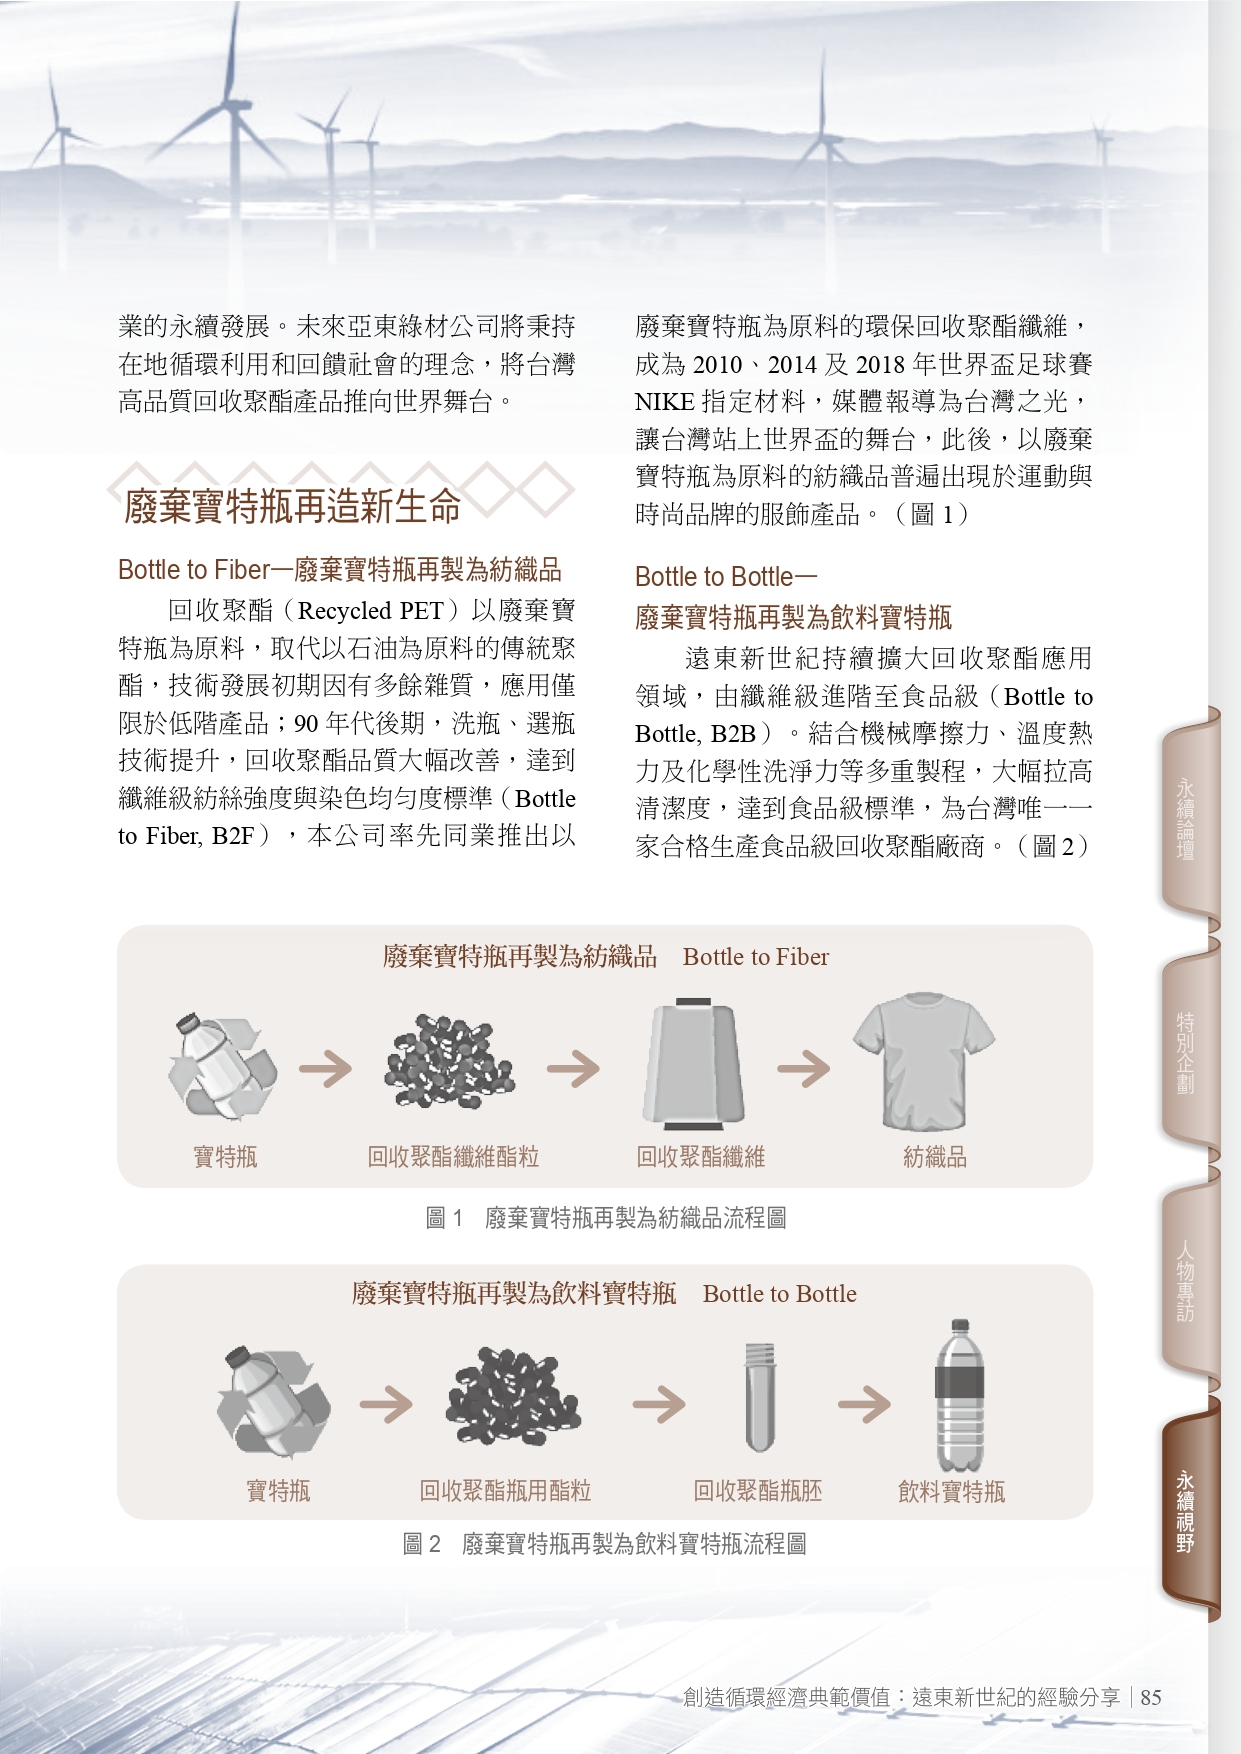 業的永續發展。未來亞東綠材公司將秉持
在地循環利用和回饋社會的理念，將台灣
高品質回收聚酯產品推向世界舞台。
廢棄寶特瓶再造新生命
Bottle to Fiber—廢棄寶特瓶再製為紡織品
回收聚酯（Recycled PET）以廢棄寶
特瓶為原料，取代以石油為原料的傳統聚
酯，技術發展初期因有多餘雜質，應用僅
限於低階產品；90 年代後期，洗瓶、選瓶
技術提升，回收聚酯品質大幅改善，達到
纖維級紡絲強度與染色均勻度標準（Bottle
to Fiber, B2F），本公司率先同業推出以
廢棄寶特瓶為原料的環保回收聚酯纖維，
成為 2010、2014 及 2018 年世界盃足球賽
NIKE 指定材料，媒體報導為台灣之光，
讓台灣站上世界盃的舞台，此後，以廢棄
寶特瓶為原料的紡織品普遍出現於運動與
時尚品牌的服飾產品。（圖 1）
Bottle to Bottle—
廢棄寶特瓶再製為飲料寶特瓶
遠東新世紀持續擴大回收聚酯應用
領域，由纖維級進階至食品級（Bottle to
Bottle, B2B）。結合機械摩擦力、溫度熱
力及化學性洗淨力等多重製程，大幅拉高
清潔度，達到食品級標準，為台灣唯一一
家合格生產食品級回收聚酯廠商。（圖 2）
廢棄寶特瓶再製為紡織品　Bottle to Fiber
寶特瓶
回收聚酯纖維酯粒
回收聚酯纖維
紡織品
圖 1　廢棄寶特瓶再製為紡織品流程圖
廢棄寶特瓶再製為飲料寶特瓶　Bottle to Bottle
寶特瓶
回收聚酯瓶用酯粒
回收聚酯瓶胚
飲料寶特瓶
圖 2　廢棄寶特瓶再製為飲料寶特瓶流程圖
永續論壇
特別企劃
人物專訪
永續視野
創造循環經濟典範價值：遠東新世紀的經驗分享｜85